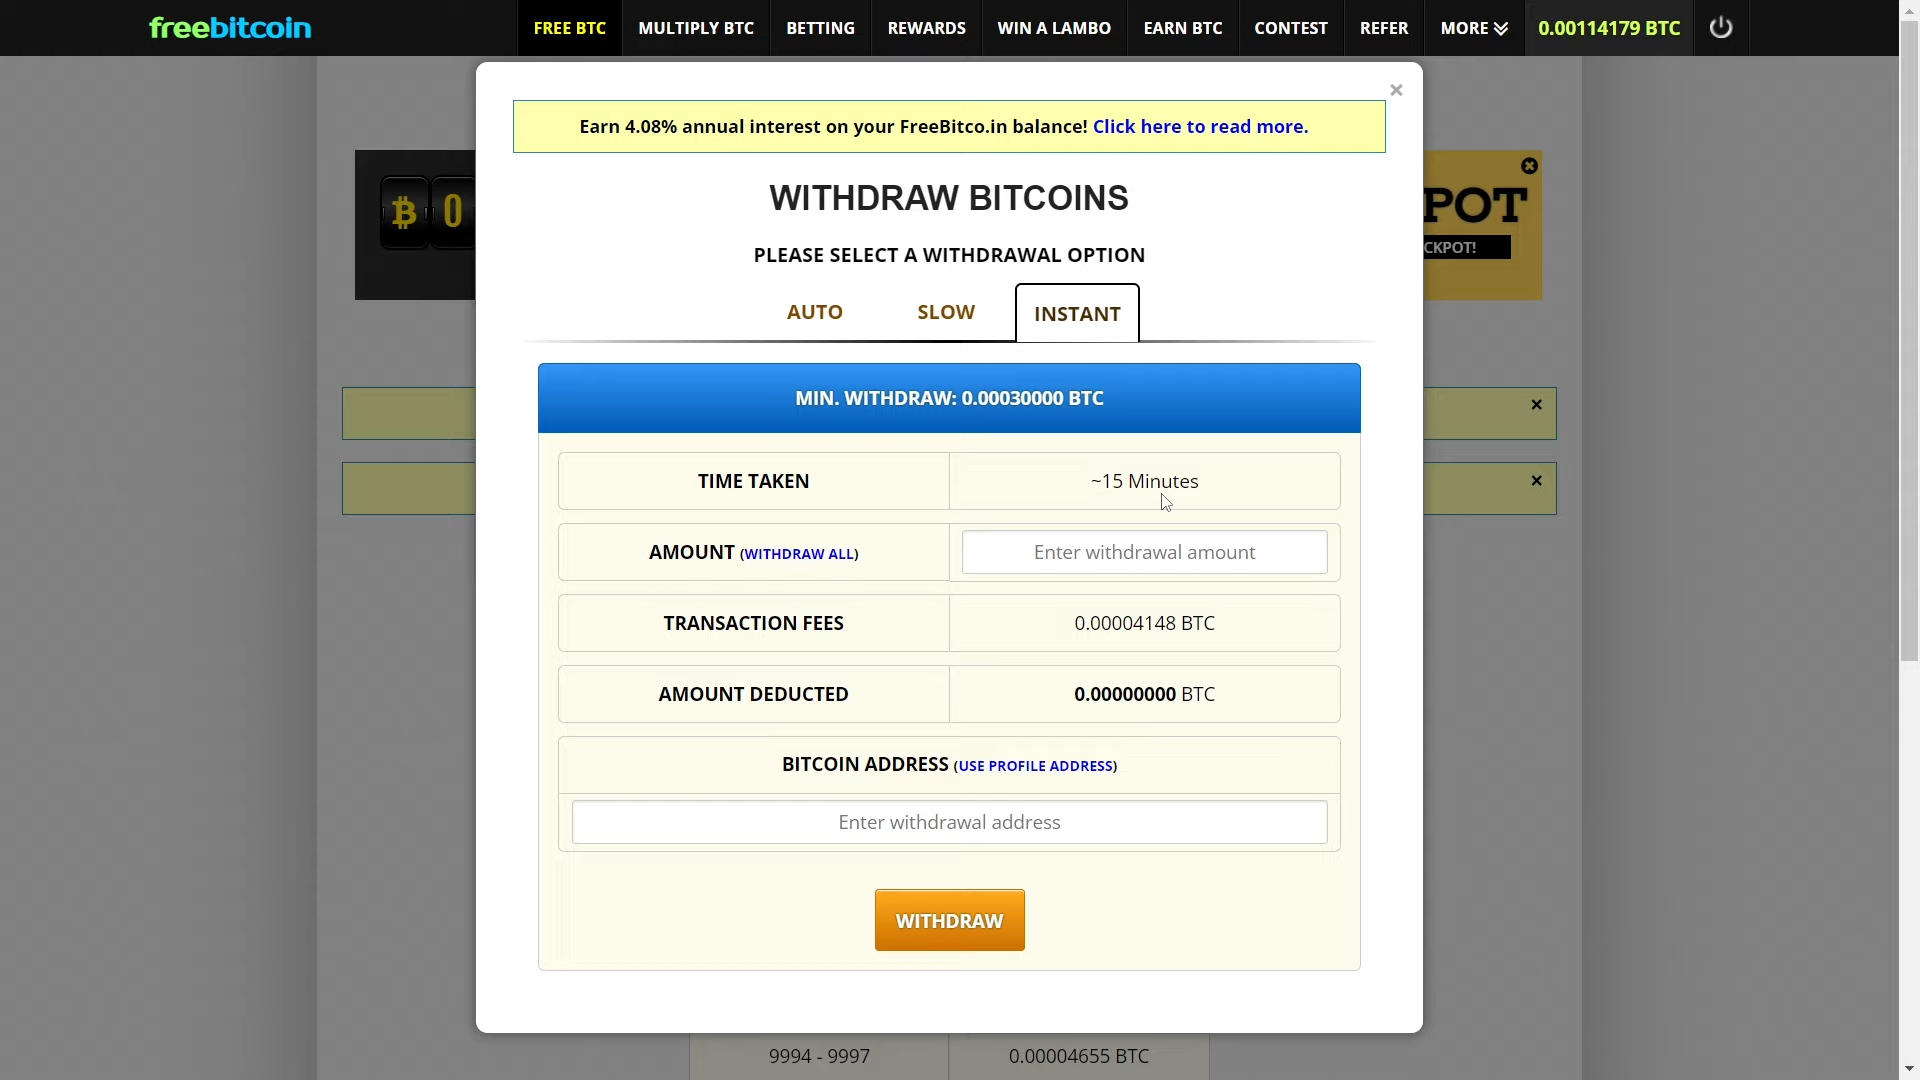 freebitcoin
FREE BTC
MULTIPLY BTC
BETTING
REWARDS
WIN A LAMBO
EARN BTC
CONTEST
REFER
MORE
0.00114179 BTC
×
Earn 4.08% annual interest on your FreeBitco.in balance! Click here to read more.
0
POT
CKPOT!
WITHDRAW BITCOINS
PLEASE SELECT A WITHDRAWAL OPTION
AUTO
SLOW
INSTANT
MIN. WITHDRAW: 0.00030000 BTC
×
×
TIME TAKEN
~15 Minutes
AMOUNT (WITHDRAW ALL)
Enter withdrawal amount
TRANSACTION FEES
0.00004148 BTC
AMOUNT DEDUCTED
0.00000000 BTC
BITCOIN ADDRESS (USE PROFILE ADDRESS)
Enter withdrawal address
WITHDRAW
9994 - 9997
0.00004655 BTC